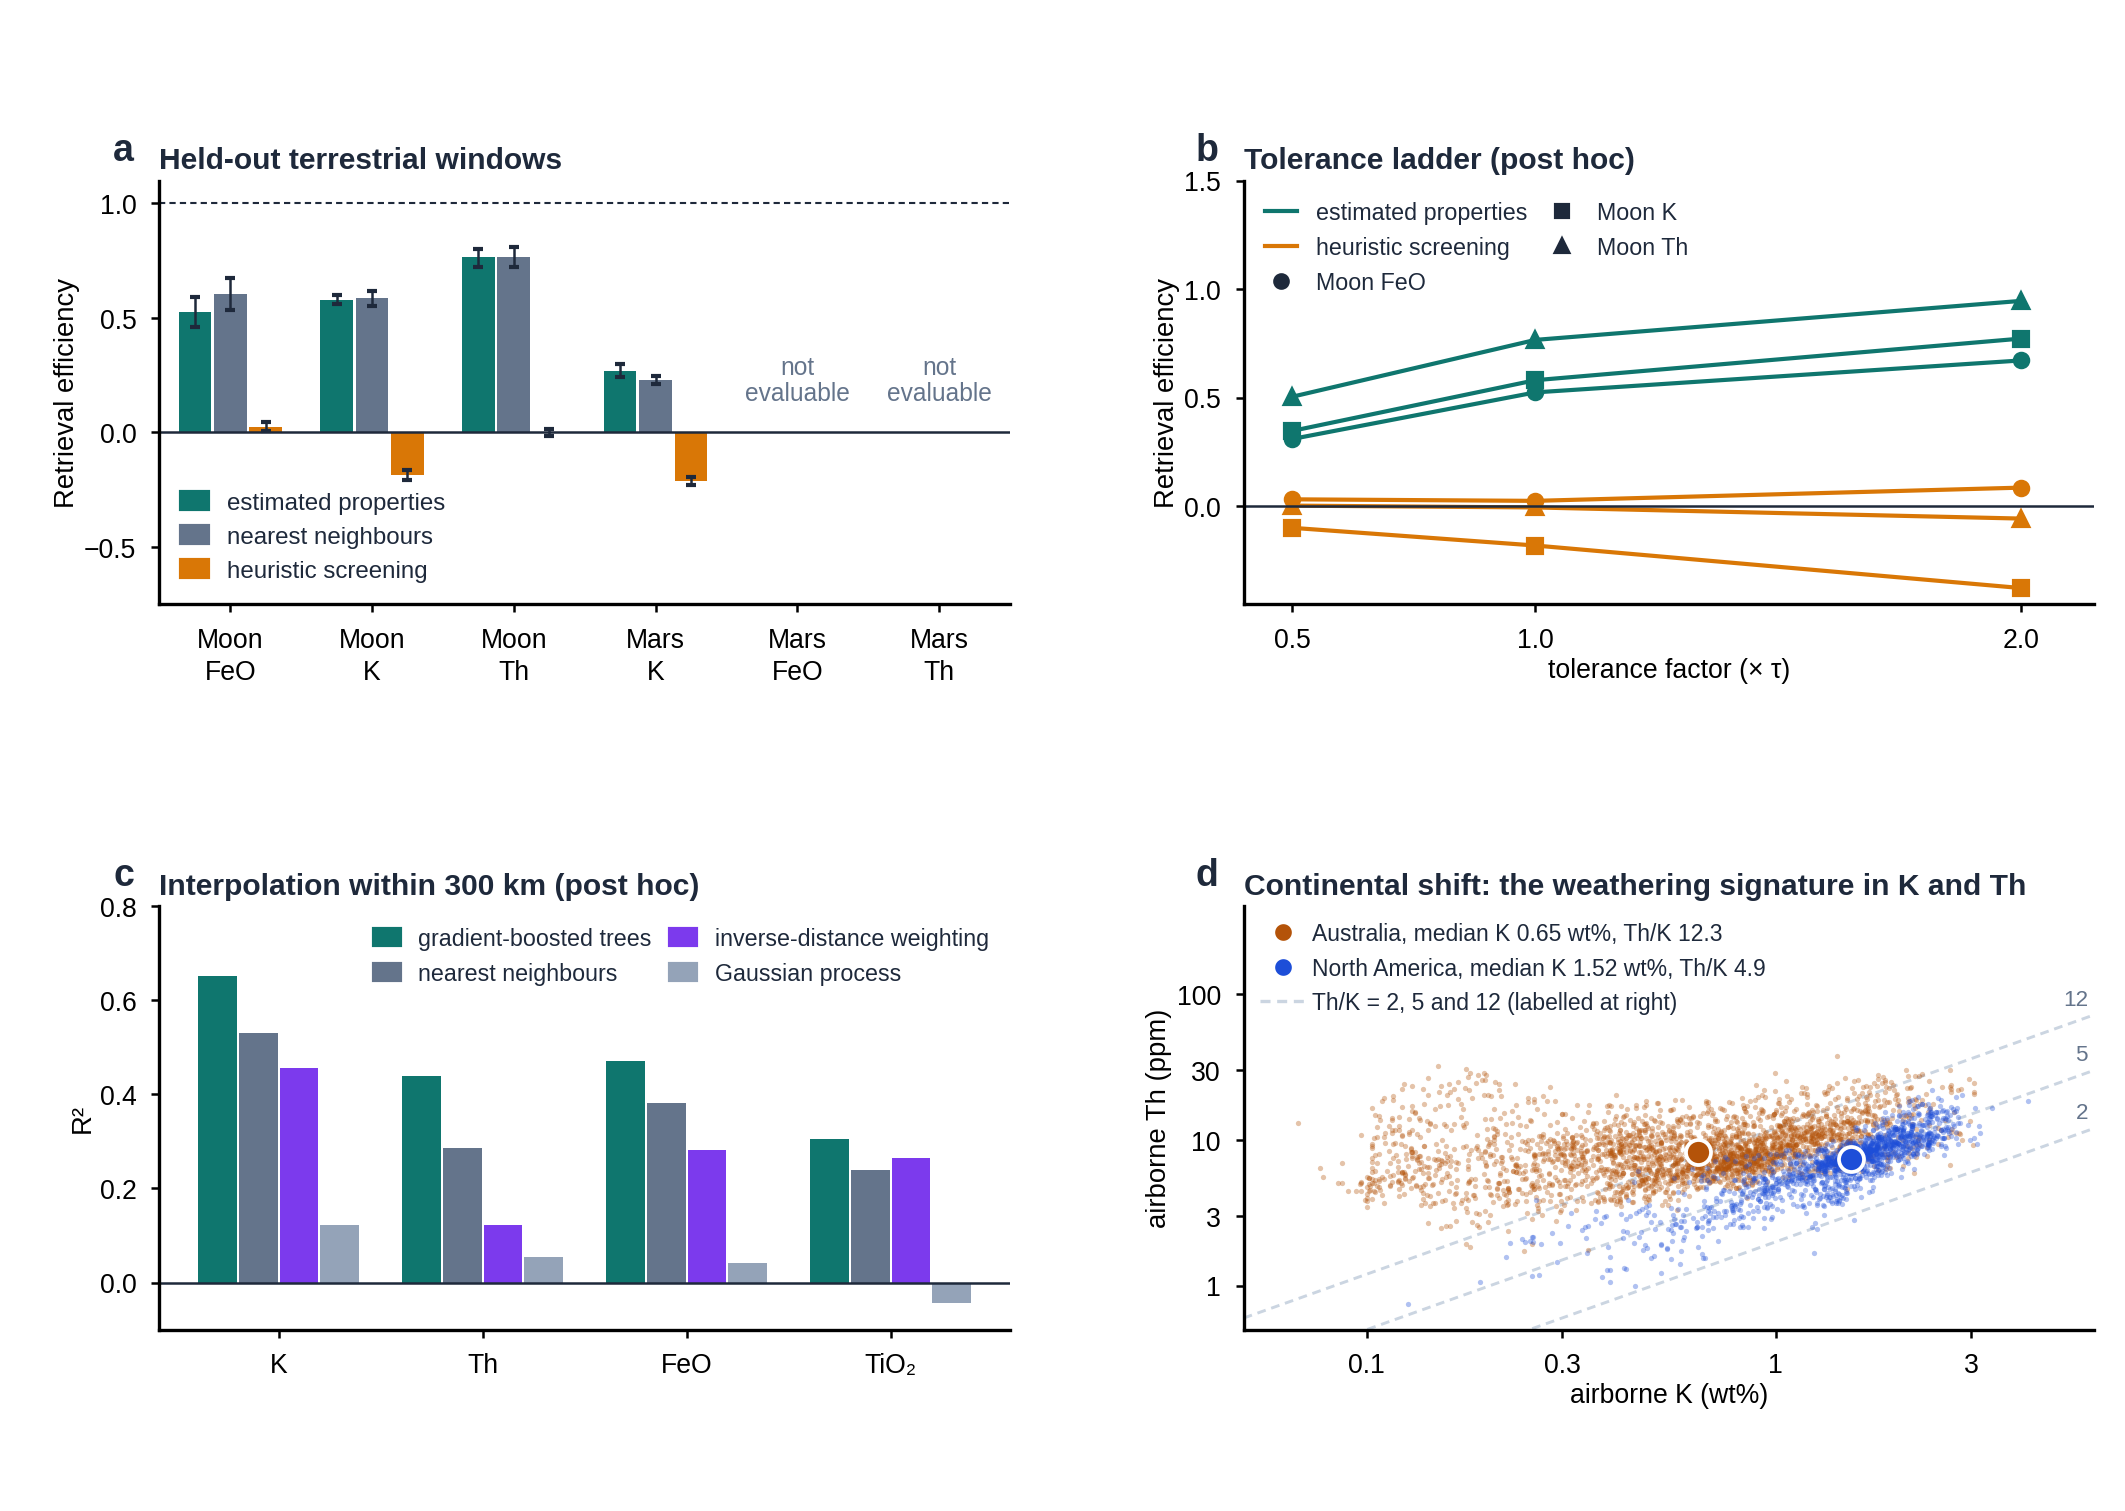 a
Held-out terrestrial windows
Retrieval efficiency
1.0
0.5
0.0
−0.5
not
evaluable
not
evaluable
estimated properties
nearest neighbours
heuristic screening
Moon
FeO
Moon
K
Moon
Th
Mars
K
Mars
FeO
Mars
Th
b
Tolerance ladder (post hoc)
Retrieval efficiency
1.5
1.0
0.5
0.0
estimated properties
heuristic screening
Moon FeO
Moon K
Moon Th
0.5
1.0
2.0
tolerance factor (× τ)
c
Interpolation within 300 km (post hoc)
R²
0.8
0.6
0.4
0.2
0.0
gradient-boosted trees
nearest neighbours
inverse-distance weighting
Gaussian process
K
Th
FeO
TiO₂
d
Continental shift: the weathering signature in K and Th
airborne Th (ppm)
100
30
10
3
1
Australia, median K 0.65 wt%, Th/K 12.3
North America, median K 1.52 wt%, Th/K 4.9
Th/K = 2, 5 and 12 (labelled at right)
12
5
2
0.1
0.3
1
3
airborne K (wt%)